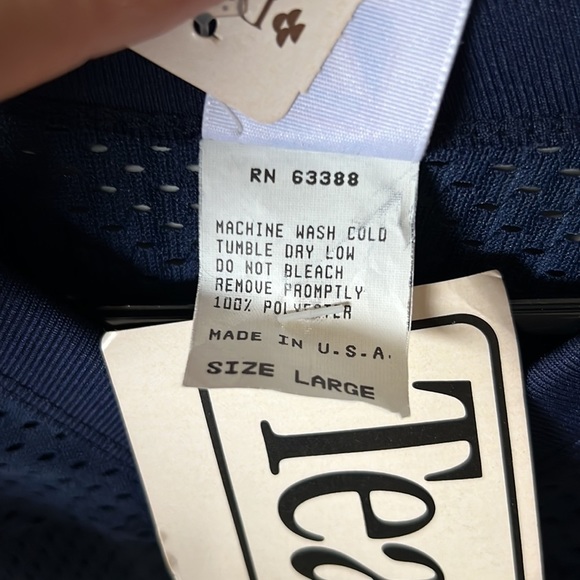 RN 63388
MACHINE WASH COLD
TUMBLE DRY LOW
DO NOT BLEACH
REMOVE PROMPTLY
100% POLYESTER
MADE IN U.S.A.
SIZE LARGE
Tea